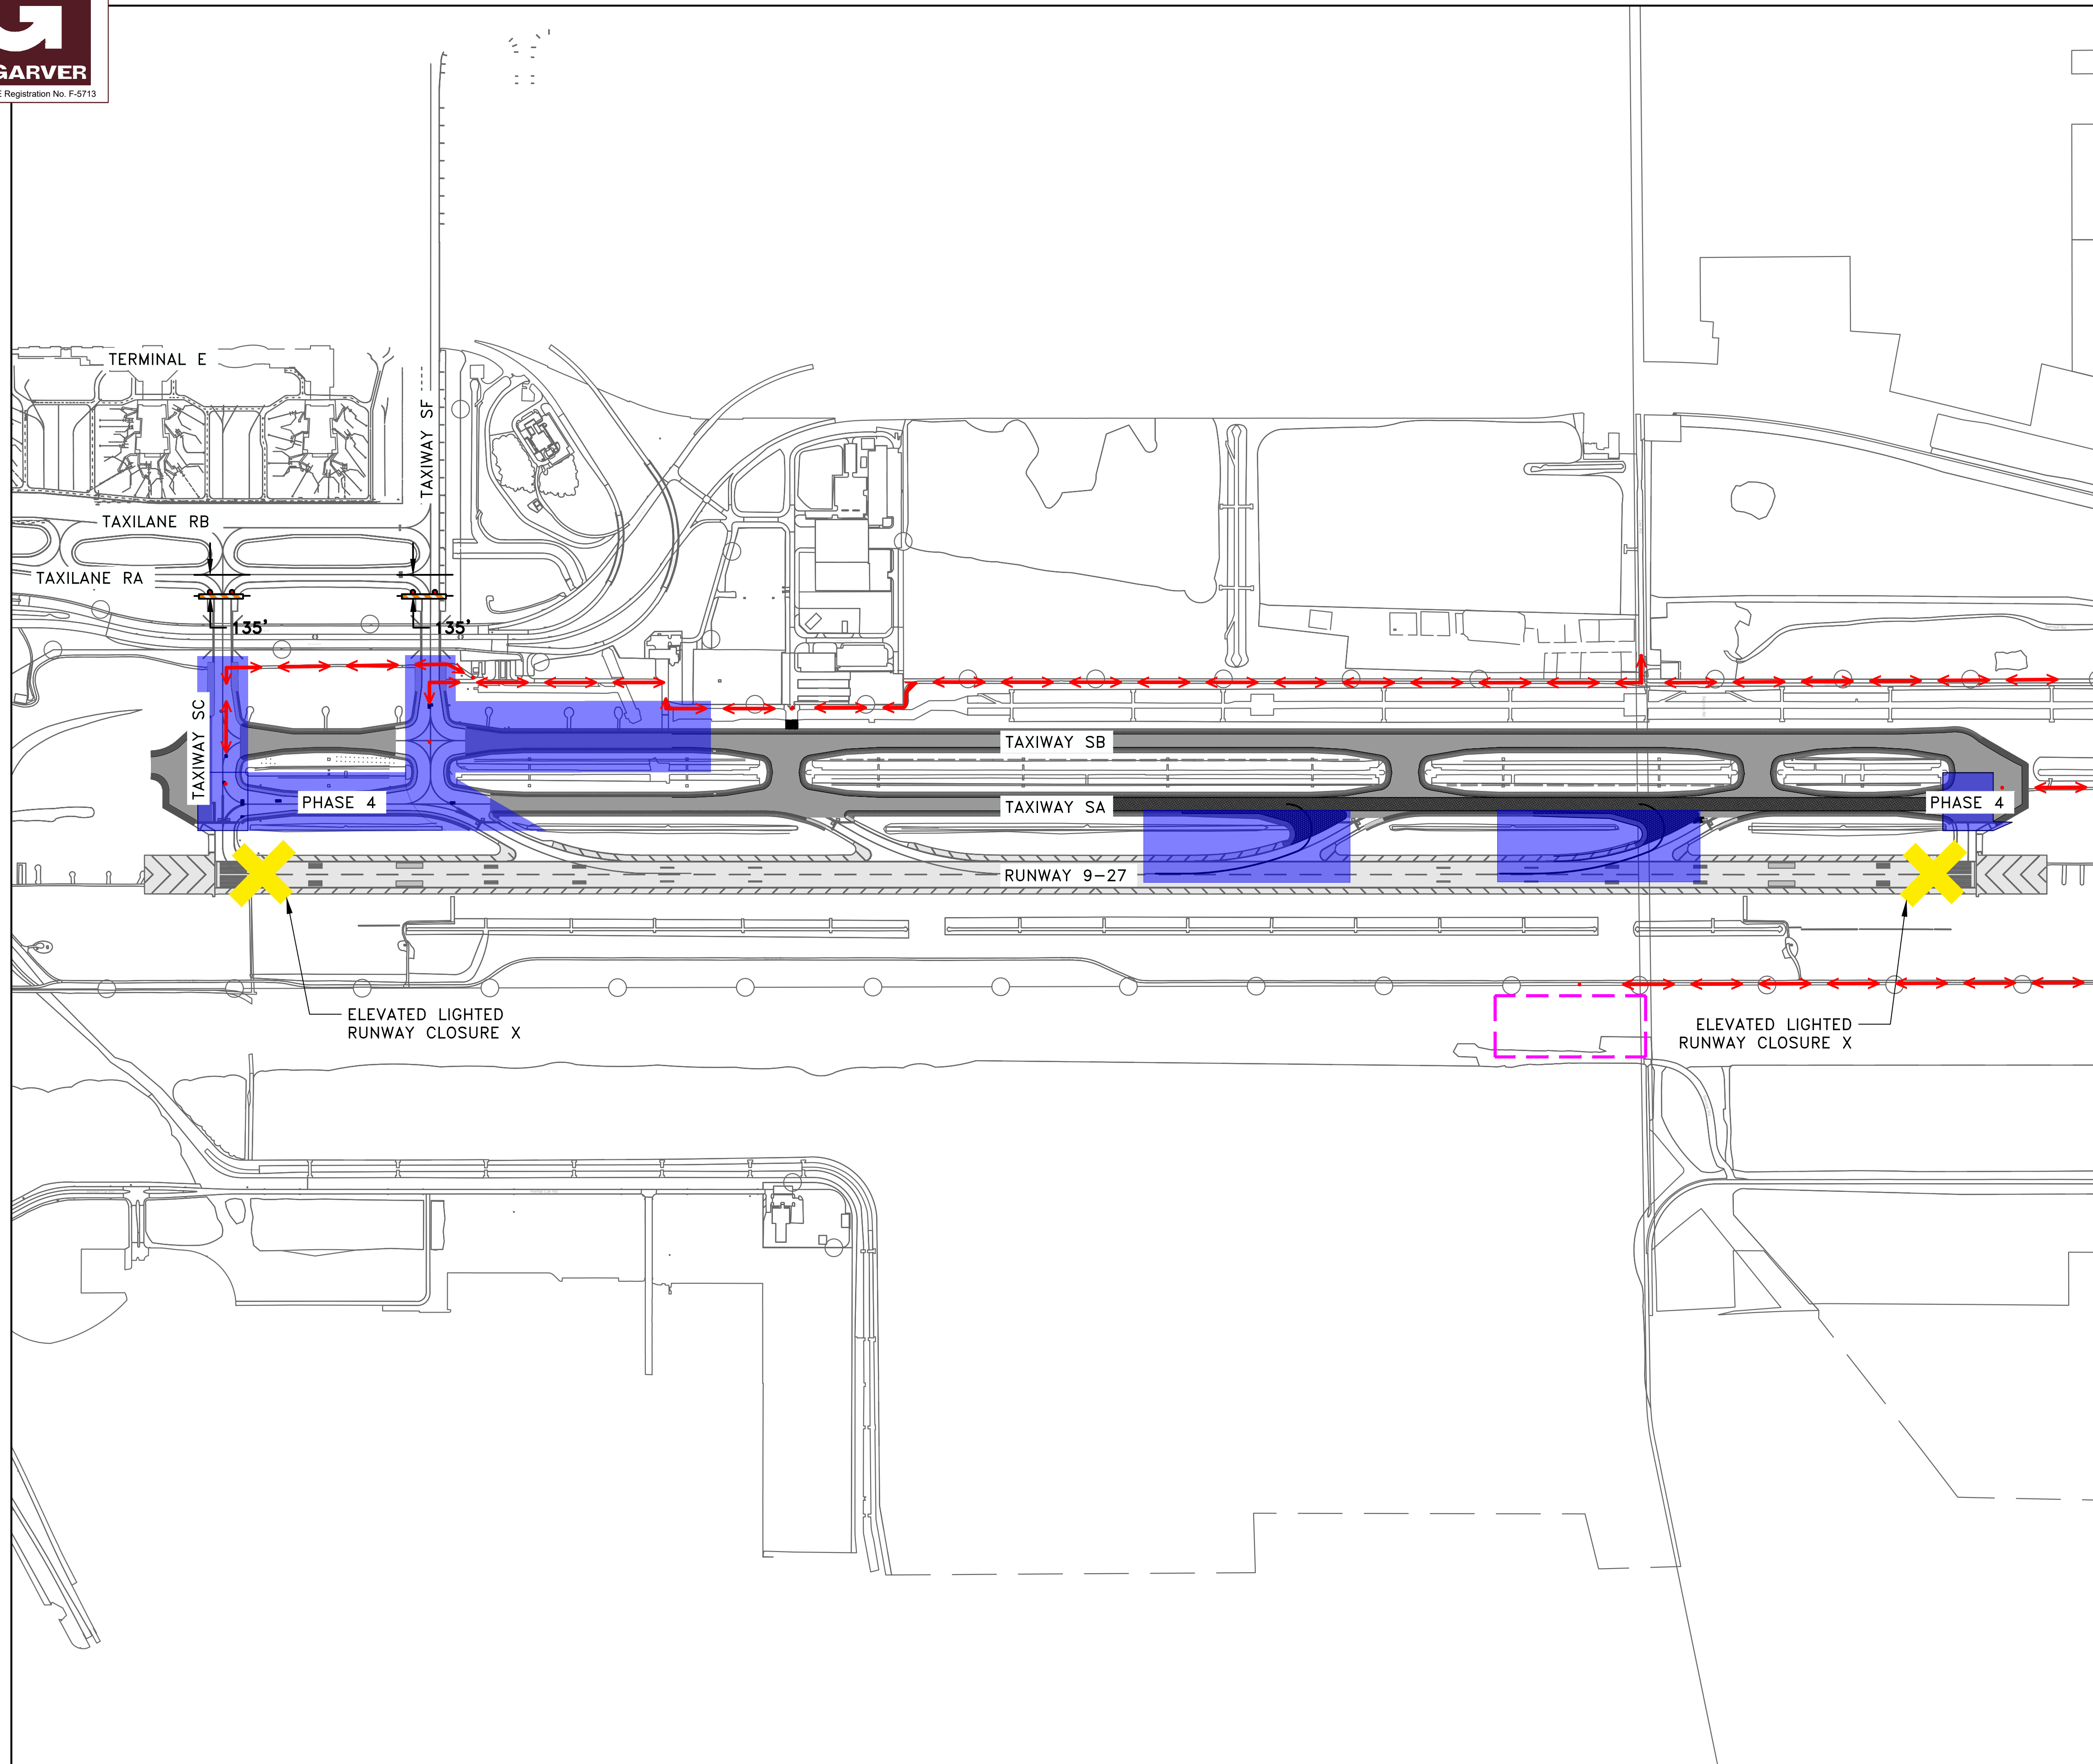 GARVER
E Registration No. F-5713
TERMINAL E
TAXIWAY SF
TAXILANE RB
TAXILANE RA
135'
135'
TAXIWAY SC
TAXIWAY SB
PHASE 4
TAXIWAY SA
PHASE 4
RUNWAY 9-27
ELEVATED LIGHTED
RUNWAY CLOSURE X
ELEVATED LIGHTED
RUNWAY CLOSURE X